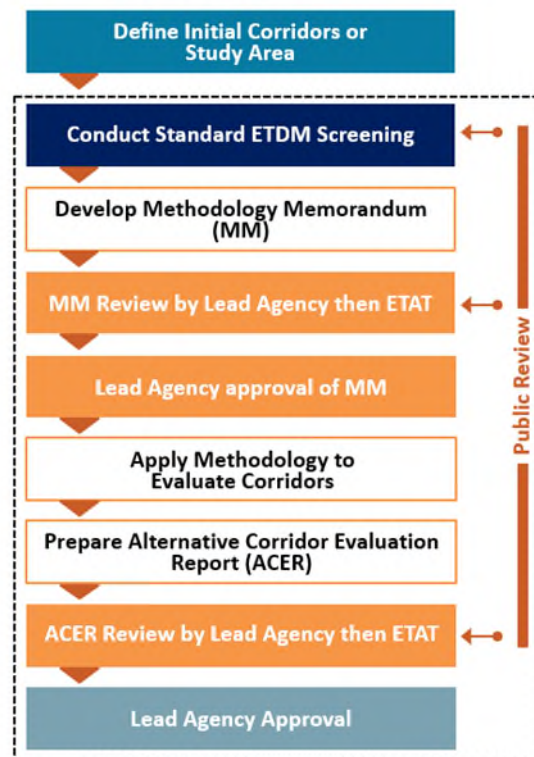 Define Initial Corridors or
Study Area
Conduct Standard ETDM Screening
Develop Methodology Memorandum
(MM)
MM Review by Lead Agency then ETAT
Lead Agency approval of MM
Apply Methodology to
Evaluate Corridors
Prepare Alternative Corridor Evaluation
Report (ACER)
ACER Review by Lead Agency then ETAT
Lead Agency Approval
Public Review